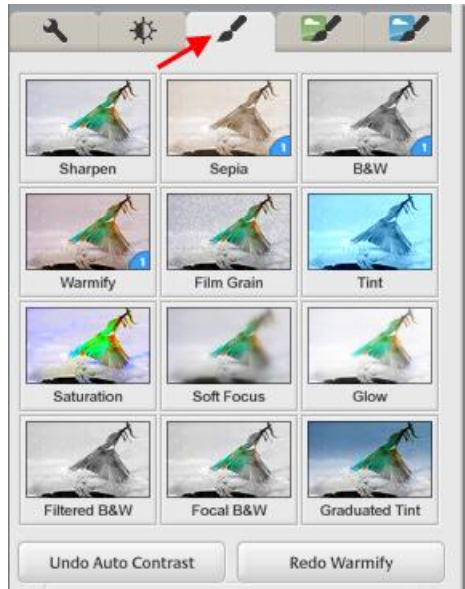 Sharpen
Sepia
1
B&W
1
Warmify
1
Film Grain
Tint
Saturation
Soft Focus
Glow
Filtered B&W
Focal B&W
Graduated Tint
Undo Auto Contrast
Redo Warmify